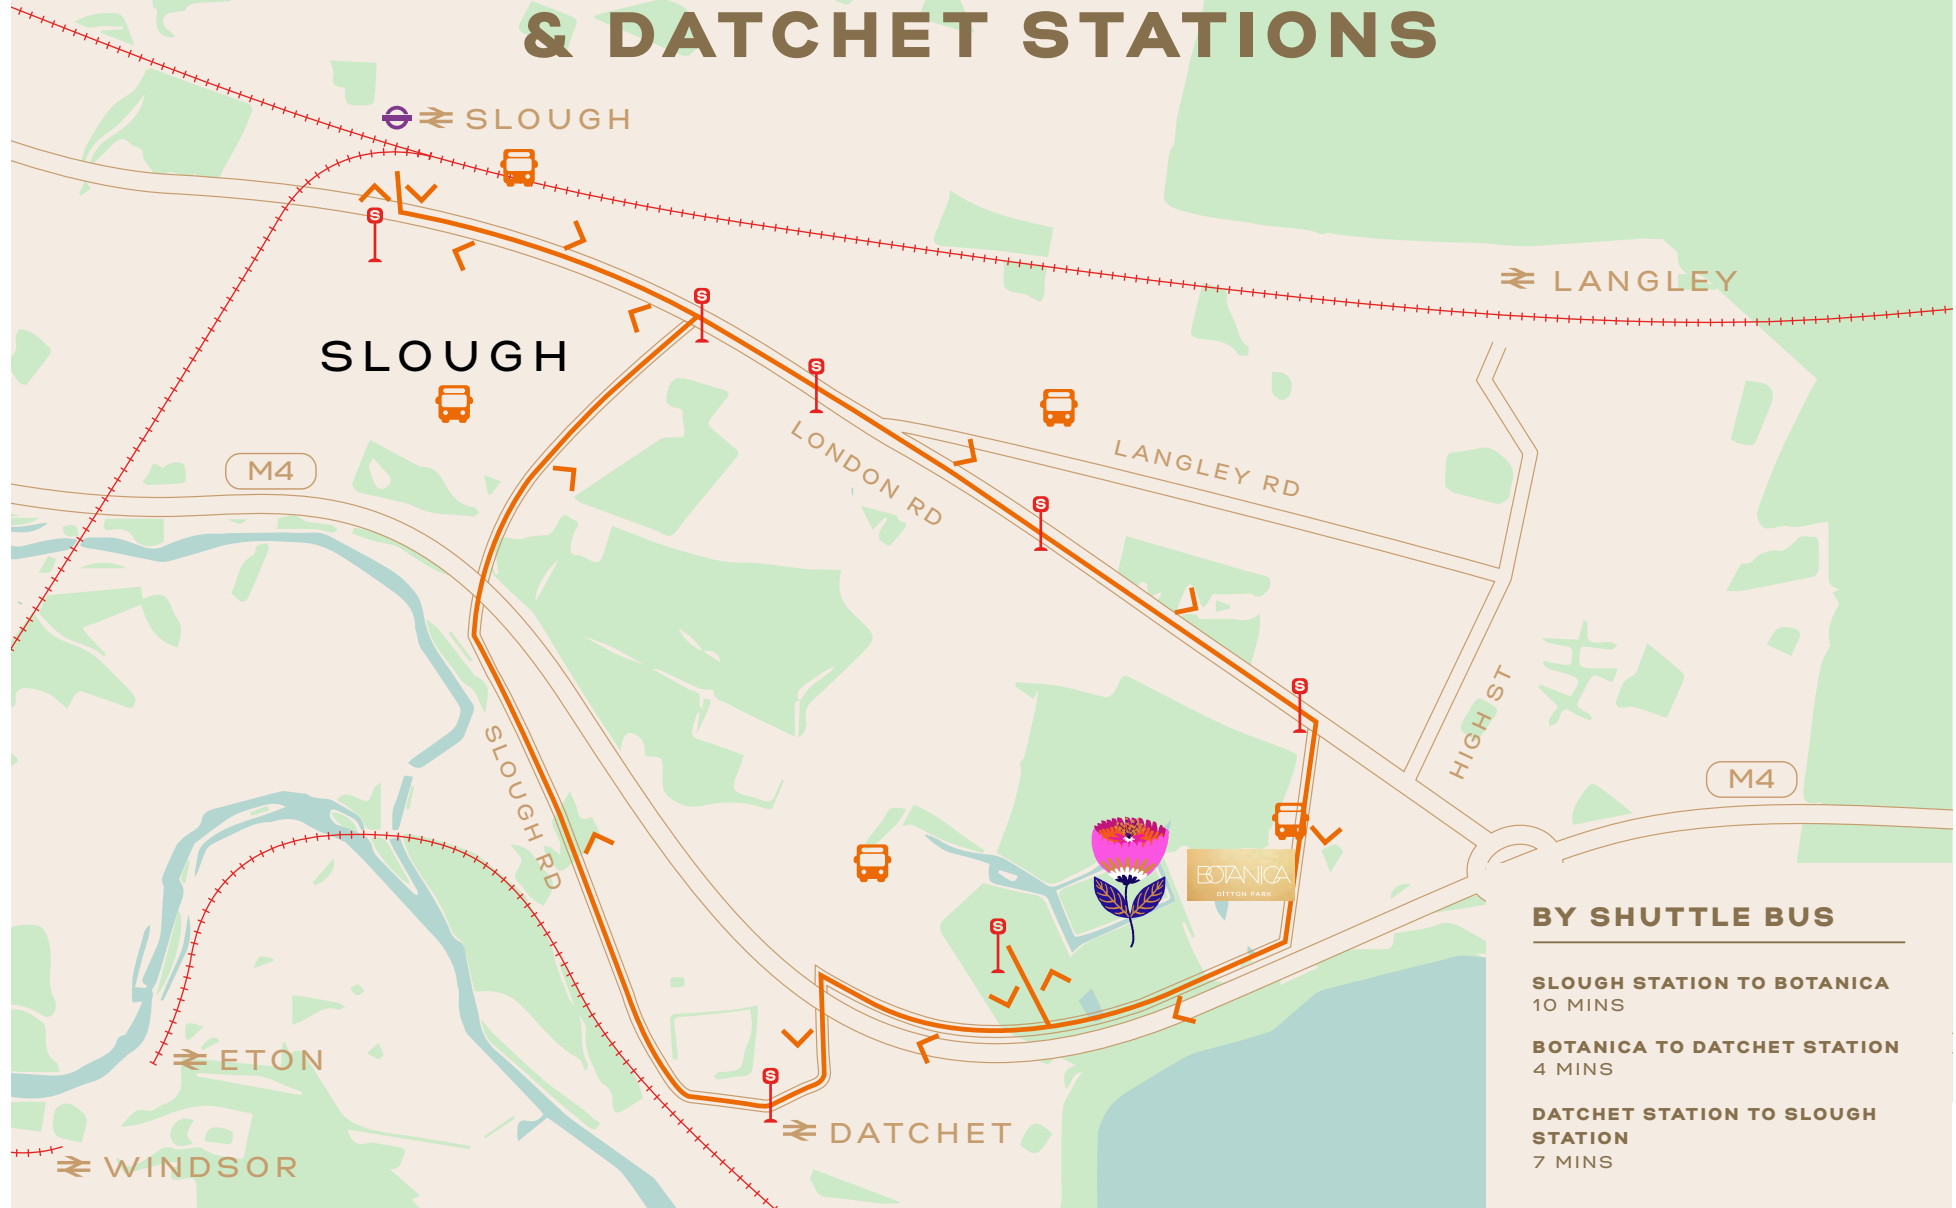 & DATCHET STATIONS
SLOUGH
S
LANGLEY
S
SLOUGH
S
M4
LONDON RD
LANGLEY RD
S
S
HIGH ST
SLOUGH RD
M4
BOTANICA
DITTON PARK
S
BY SHUTTLE BUS
SLOUGH STATION TO BOTANICA
10 MINS
BOTANICA TO DATCHET STATION
4 MINS
DATCHET STATION TO SLOUGH
STATION
7 MINS
ETON
S
DATCHET
WINDSOR